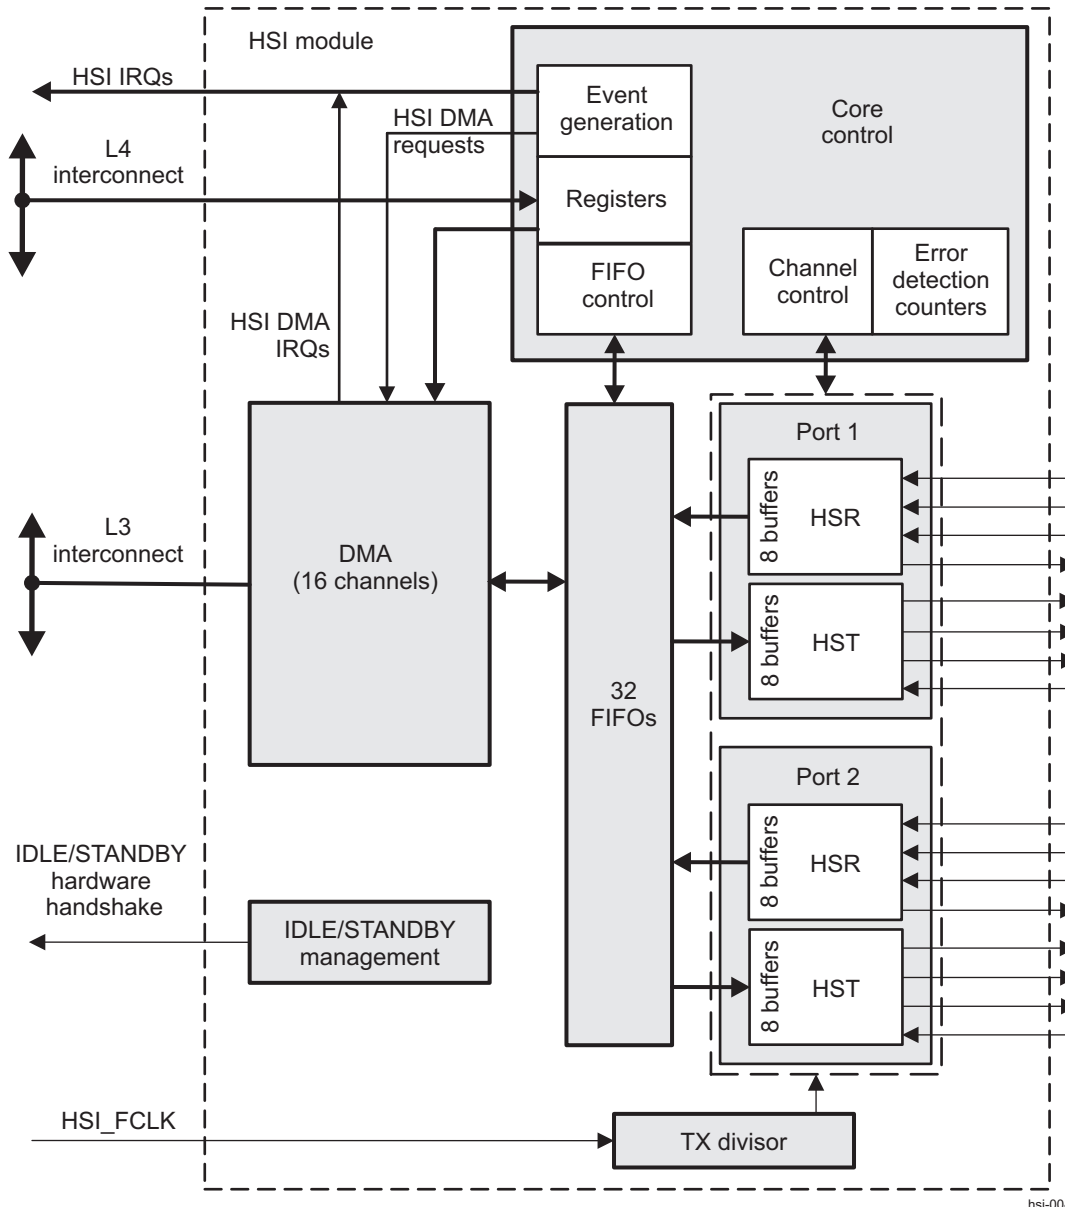 HSI module
HSI IRQs
Event
generation
Core
control
HSI DMA
requests
L4
interconnect
Registers
FIFO
control
Channel
control
Error
detection
counters
HSI DMA
IRQs
Port 1
8 buffers
HSR
L3
interconnect
DMA
(16 channels)
8 buffers
HST
32
FIFOs
Port 2
8 buffers
HSR
IDLE/STANDBY
hardware
handshake
IDLE/STANDBY
management
8 buffers
HST
HSI_FCLK
TX divisor